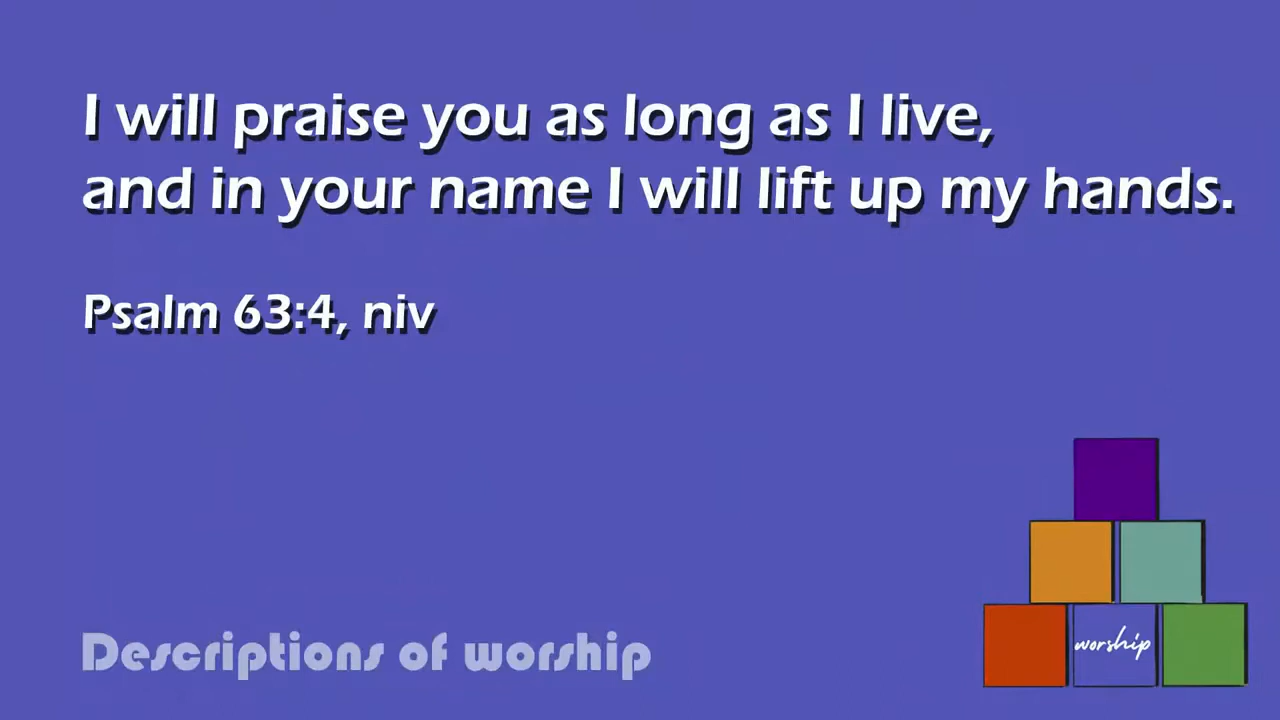 I will praise you as long as I live,
and in your name I will lift up my hands.
Psalm 63:4, niv
Descriptions of worship
worship